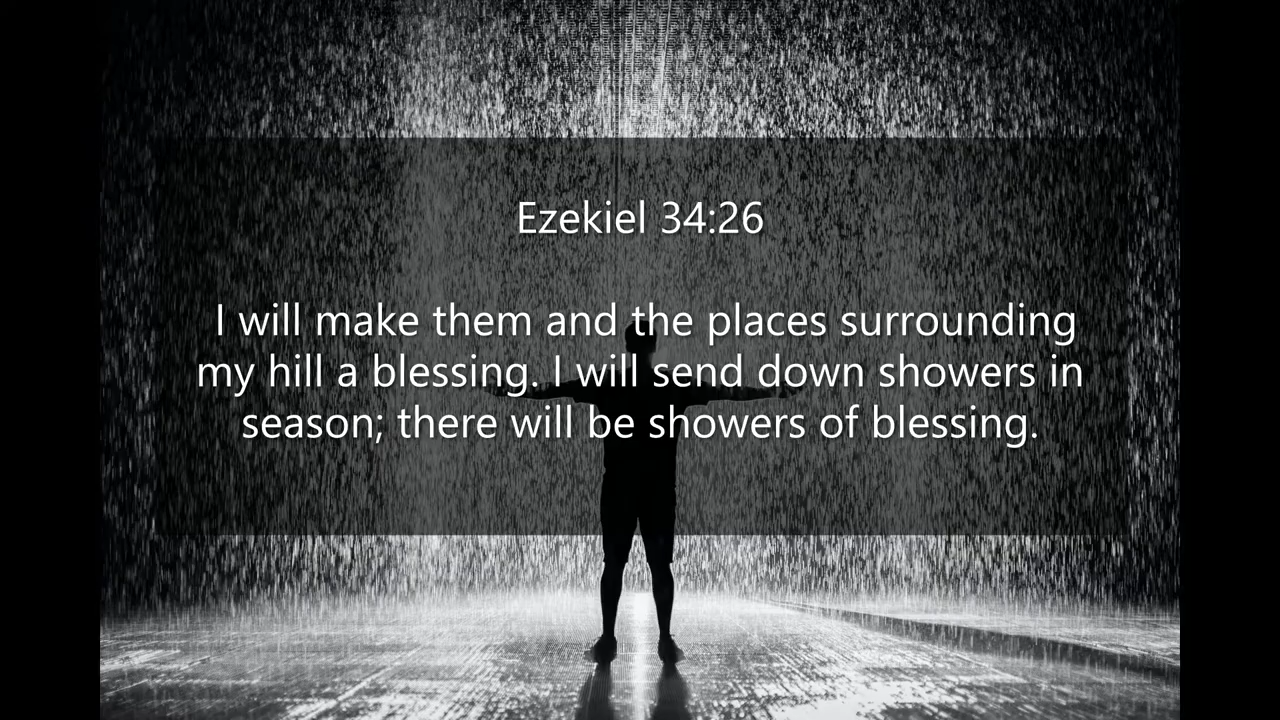 Ezekiel 34:26
I will make them and the places surrounding
my hill a blessing. I will send down showers in
season; there will be showers of blessing.